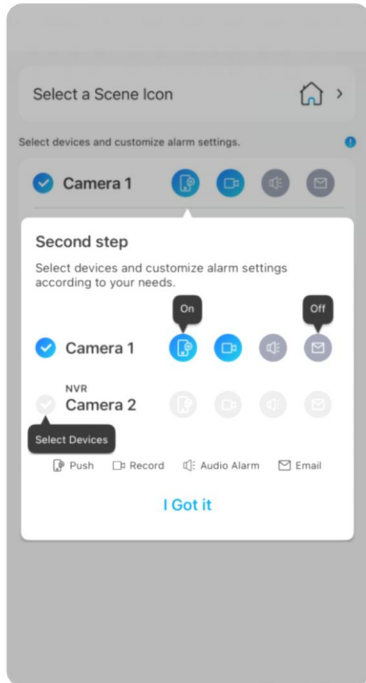 Select a Scene Icon
Select devices and customize alarm settings.
Camera 1
Second step
Select devices and customize alarm settings
according to your needs.
On
Off
Camera 1
NVR
Camera 2
Select Devices
Push
Record
Audio Alarm
Email
I Got it